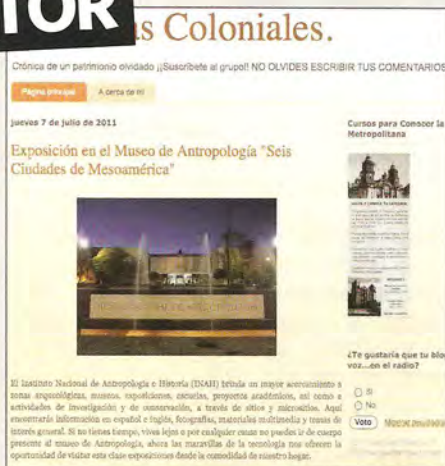 TOR
s Coloniales.
Crónica de un patrimonio olvidado ¡¡Suscribete al grupo!! NO OLVIDES ESCRIBIR TUS COMENTARIOS
Página principal A cerca de mi
jueves 7 de julio de 2011
Exposición en el Museo de Antropología "Seis
Ciudades de Mesoamérica"
El Instituto Nacional de Antropología e Historia (INAH) brinda un mayor acercamiento a
zonas arqueológicas, museos, exposiciones, escuelas, proyectos académicos, así como a
actividades de investigación y de conservación, a través de sitios y micrositios. Aquí
encontrarás información en español e inglés, fotografías, materiales multimedia y temas de
interés general. Si no tienes tiempo, vives lejos o por cualquier causa no puedes ir de cuerpo
presente al museo de Antropología, ahora las maravillas de la tecnología nos ofrecen la
oportunidad de visitar esta clase exposiciones desde la comodidad de nuestro hogar.
Cursos para Conocer la
Metropolitana
¿Te gustaría que tu blo
voz...en el radio?
Si
No
Voto Mostrar resultados